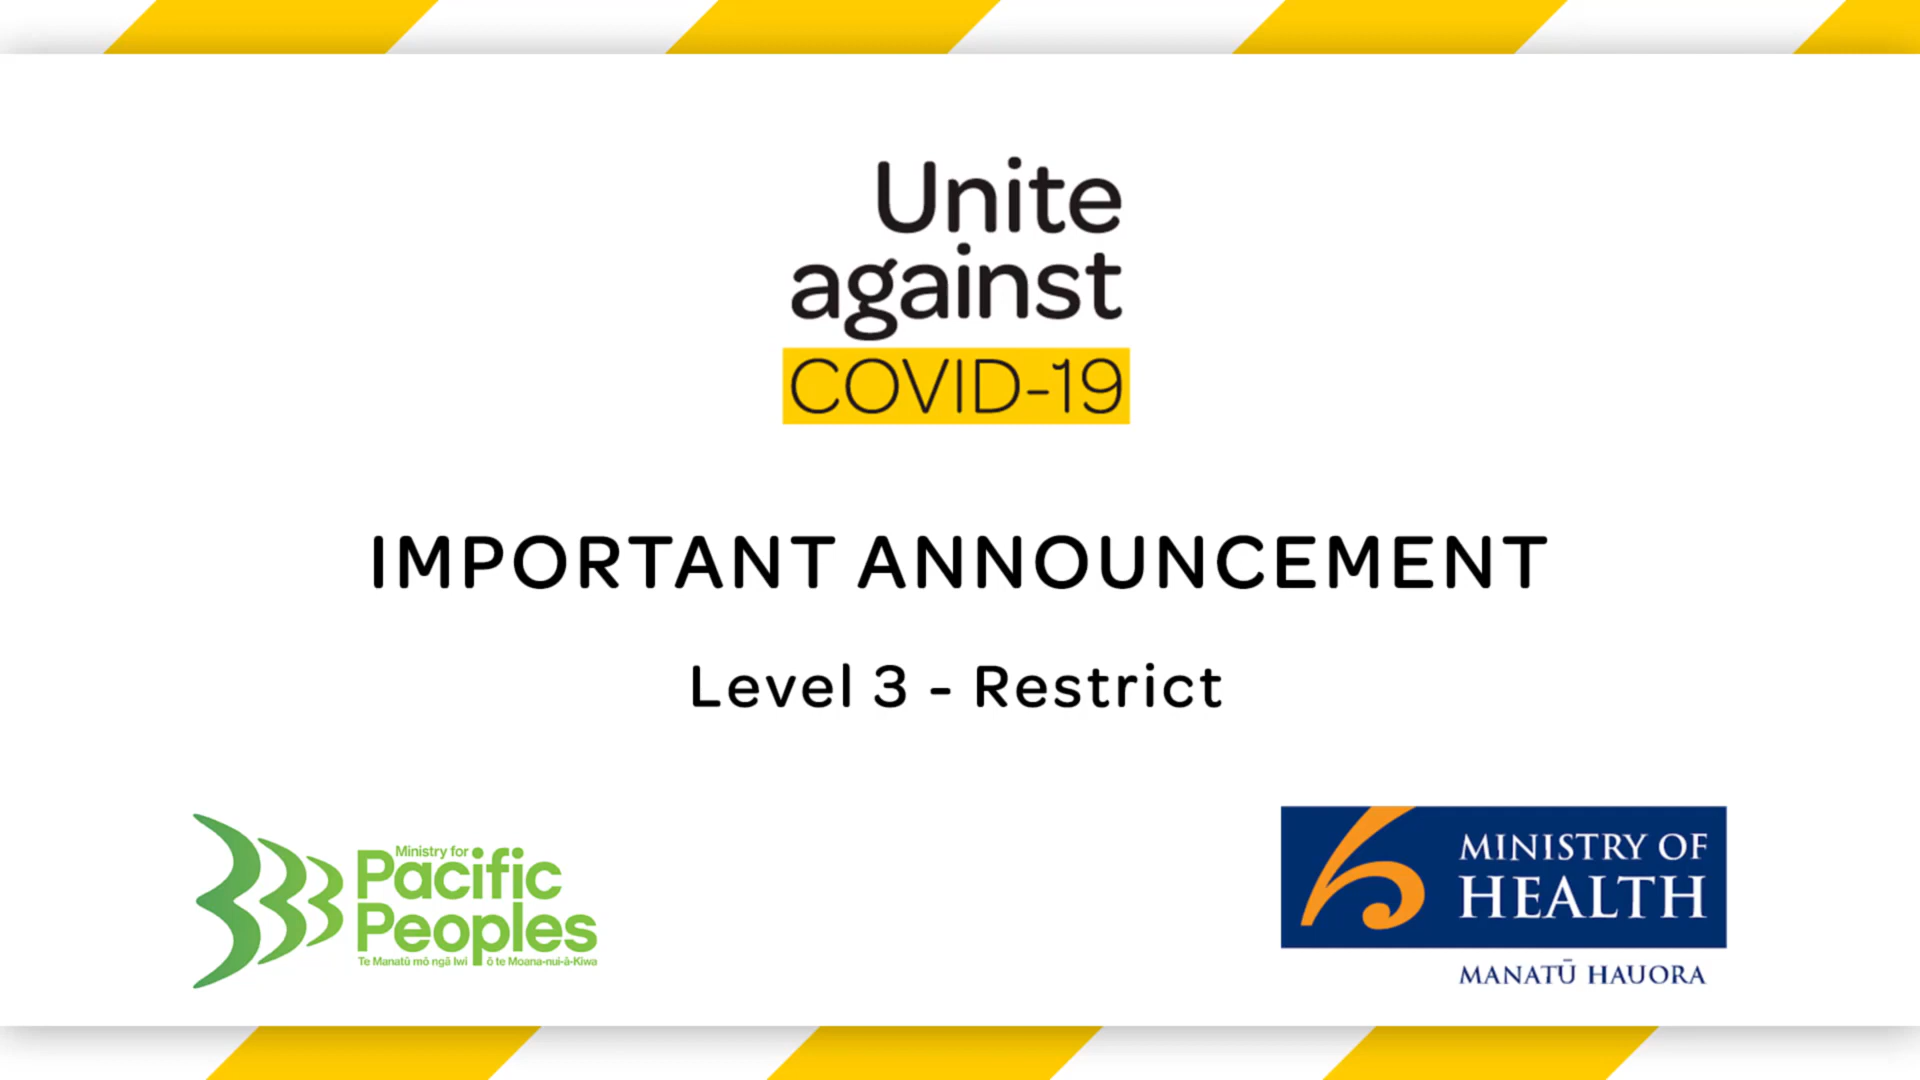 Unite
against
COVID-19
IMPORTANT ANNOUNCEMENT
Level 3 - Restrict
Ministry for
Pacific
Peoples
Te Manatū mō ngā Iwi ō te Moana-nui-ā-Kiwa
MINISTRY OF
HEALTH
MANATŪ HAUORA